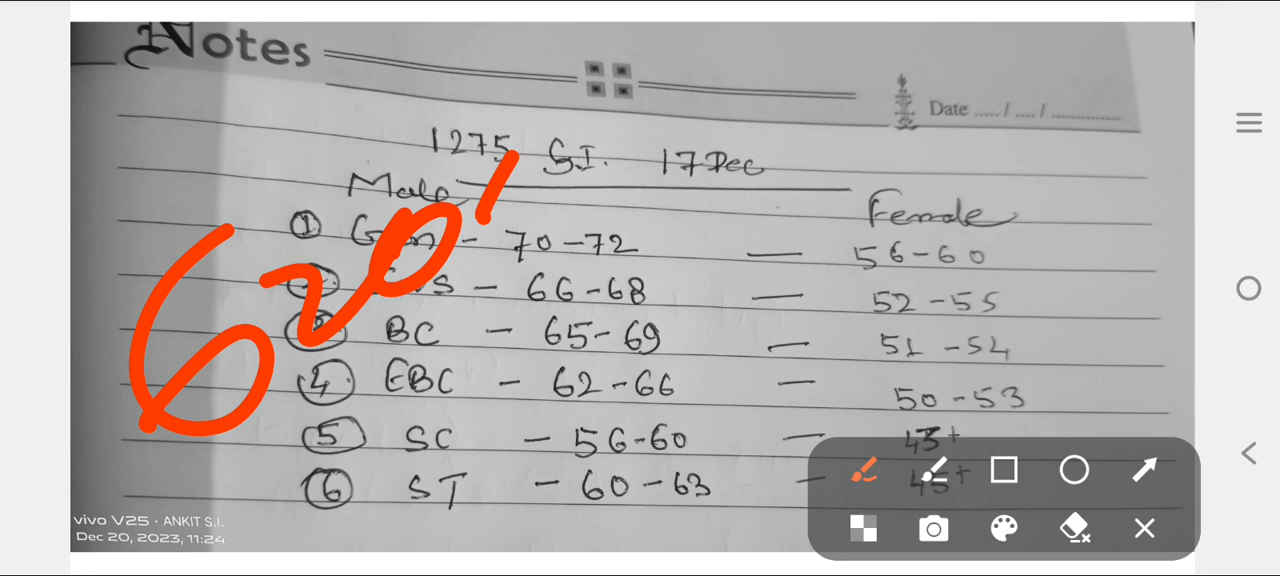 Notes
Date ..... / .... / ..............
1275 S.I. 17 Dec
Male Female
① Gen - 70-72 — 56-60
S - 66-68 — 52-55
BC - 65-69 — 51-54
④ EBC - 62-66 — 50-53
⑤ SC - 56-60 — 43+
⑥ ST - 60-63 - 45+
620'
vivo V25 · ANKIT S.I.
Dec 20, 2023, 11:24